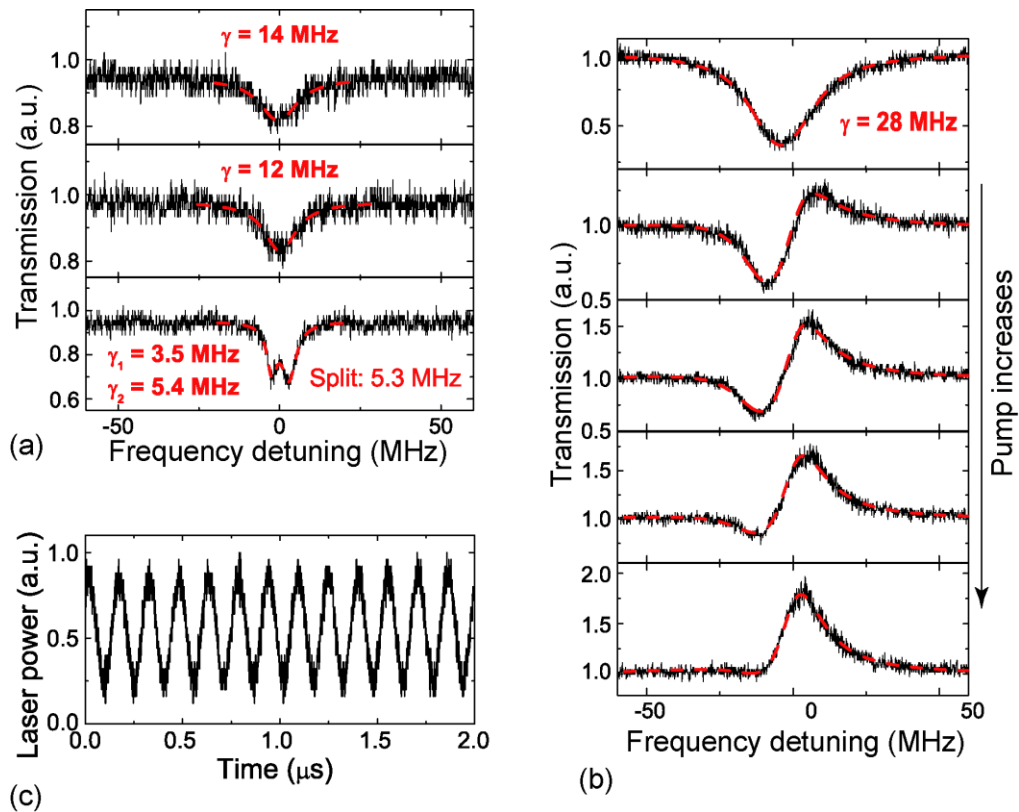 γ = 14 MHz
1.0
0.8
γ = 12 MHz
1.0
0.8
Transmission (a.u.)
γ₁ = 3.5 MHz
γ₂ = 5.4 MHz
Split: 5.3 MHz
1.0
0.8
0.6
-50 0 50
(a)
Frequency detuning (MHz)
Laser power (a.u.)
1.0
0.5
0.0
0.0 0.5 1.0 1.5 2.0
Time (μs)
(c)
1.0
0.5
γ = 28 MHz
1.0
0.5
Transmission (a.u.)
1.5
1.0
0.5
1.5
1.0
2.0
1.5
1.0
Pump increases
-50 0 50
Frequency detuning (MHz)
(b)